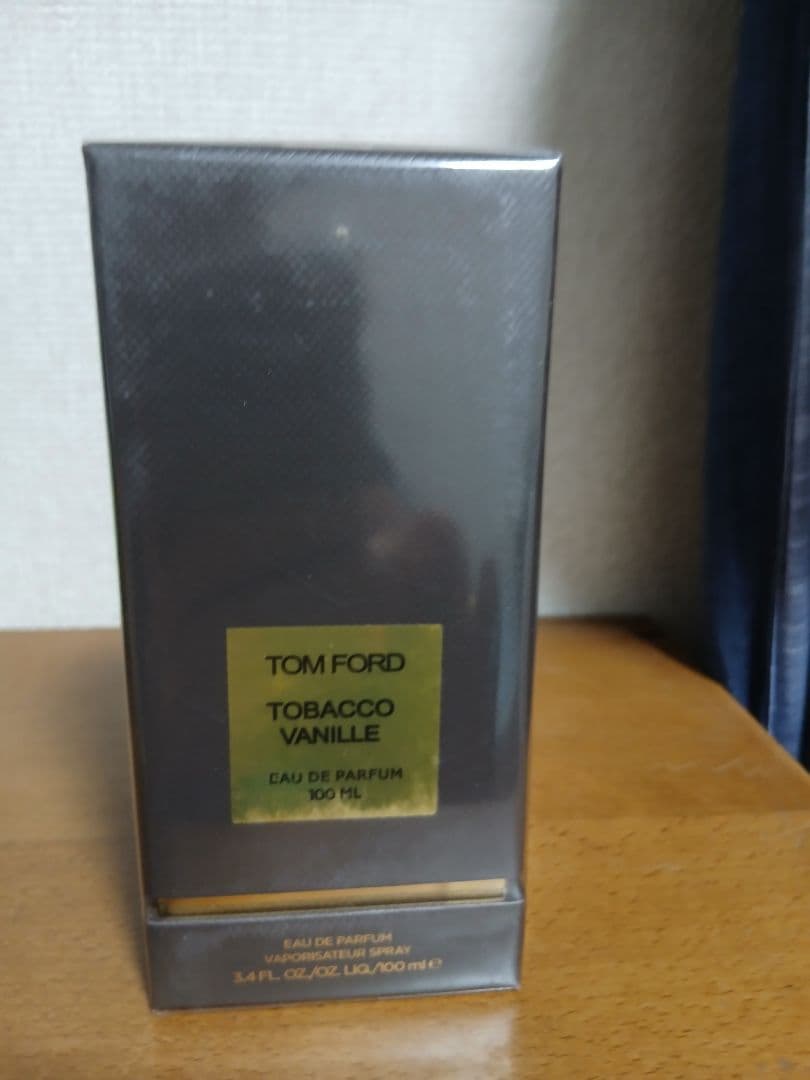 TOM FORD
TOBACCO
VANILLE
EAU DE PARFUM
100 ML
EAU DE PARFUM
VAPORISATEUR SPRAY
3.4 FL. OZ./OZ. LIQ./100 ml ℮